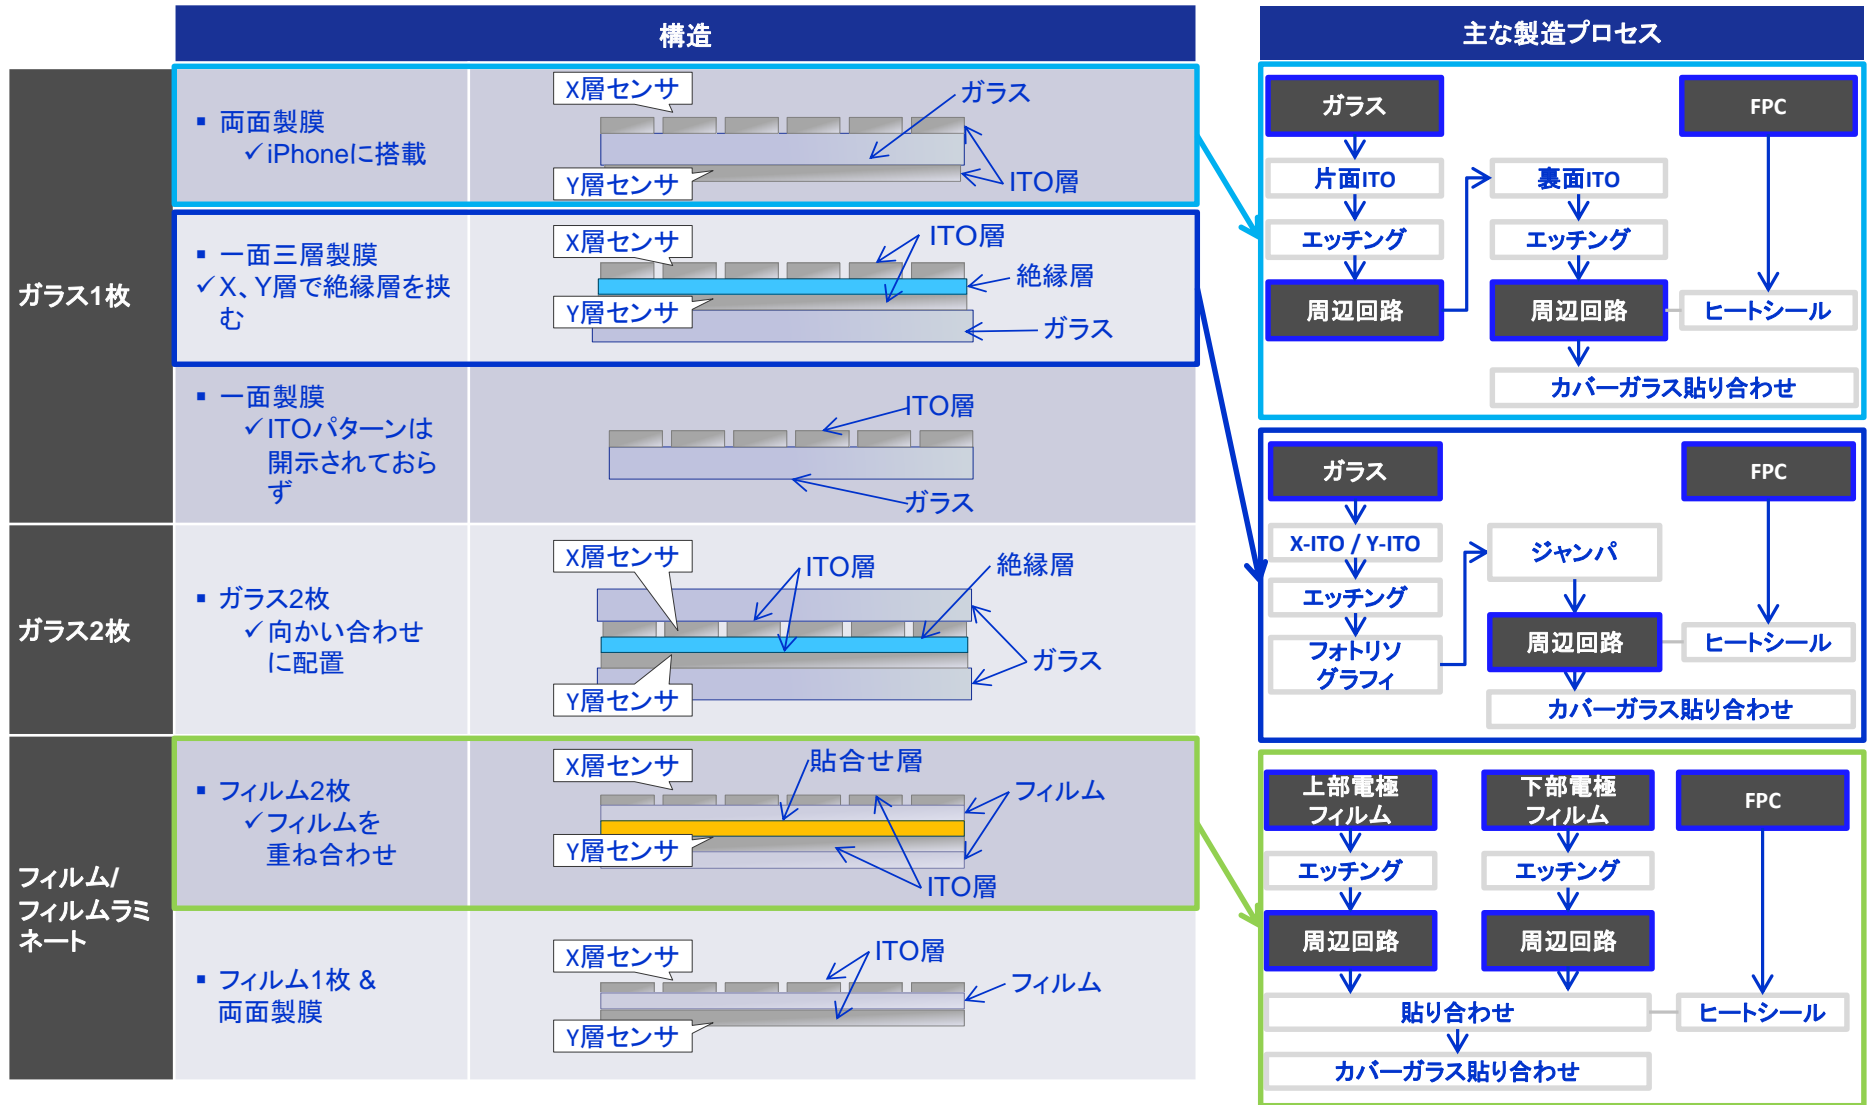 構造
主な製造プロセス
ガラス1枚
▪ 両面製膜
✓iPhoneに搭載
X層センサ
ガラス
Y層センサ
ITO層
▪ 一面三層製膜
✓X、Y層で絶縁層を挟
む
X層センサ
ITO層
絶縁層
Y層センサ
ガラス
▪ 一面製膜
✓ITOパターンは
開示されておら
ず
ITO層
ガラス
ガラス2枚
▪ ガラス2枚
✓向かい合わせ
に配置
X層センサ
ITO層
絶縁層
ガラス
Y層センサ
フィルム/
フィルムラミ
ネート
▪ フィルム2枚
✓フィルムを
重ね合わせ
X層センサ
貼合せ層
フィルム
Y層センサ
ITO層
▪ フィルム1枚 &
両面製膜
X層センサ
ITO層
フィルム
Y層センサ
ガラス
FPC
片面ITO
裏面ITO
エッチング
エッチング
周辺回路
周辺回路
ヒートシール
カバーガラス貼り合わせ
ガラス
FPC
X-ITO / Y-ITO
ジャンパ
エッチング
フォトリソ
グラフィ
周辺回路
ヒートシール
カバーガラス貼り合わせ
上部電極
フィルム
下部電極
フィルム
FPC
エッチング
エッチング
周辺回路
周辺回路
貼り合わせ
ヒートシール
カバーガラス貼り合わせ